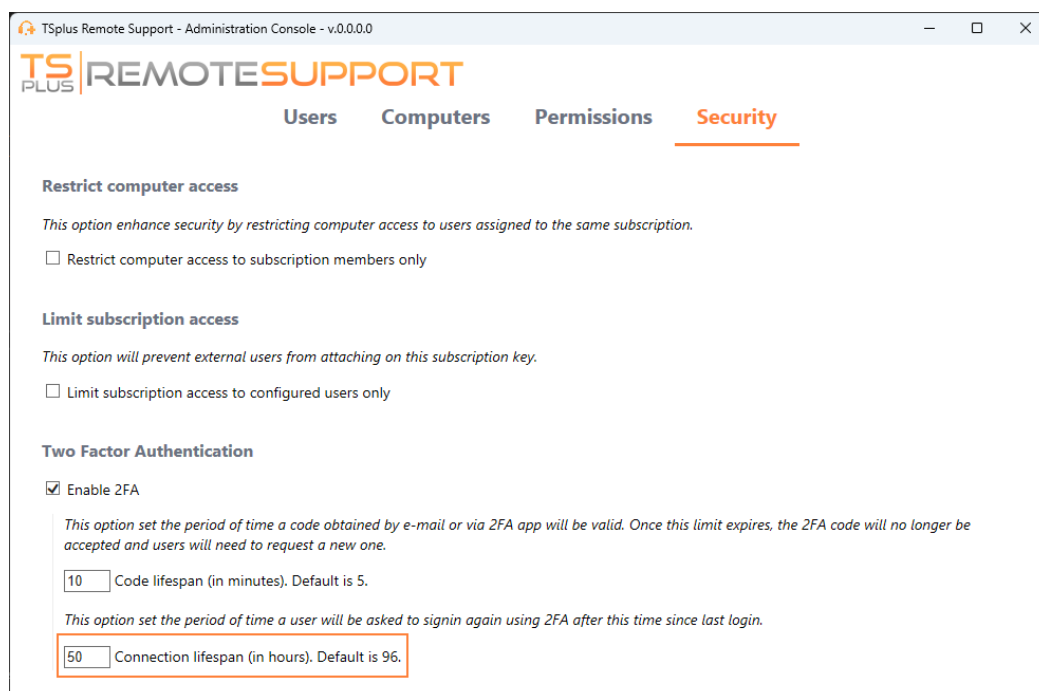 TSplus Remote Support - Administration Console - v.0.0.0.0
TS PLUS REMOTESUPPORT
Users Computers Permissions Security
Restrict computer access
This option enhance security by restricting computer access to users assigned to the same subscription.
Restrict computer access to subscription members only
Limit subscription access
This option will prevent external users from attaching on this subscription key.
Limit subscription access to configured users only
Two Factor Authentication
Enable 2FA
This option set the period of time a code obtained by e-mail or via 2FA app will be valid. Once this limit expires, the 2FA code will no longer be
accepted and users will need to request a new one.
10 Code lifespan (in minutes). Default is 5.
This option set the period of time a user will be asked to signin again using 2FA after this time since last login.
50 Connection lifespan (in hours). Default is 96.